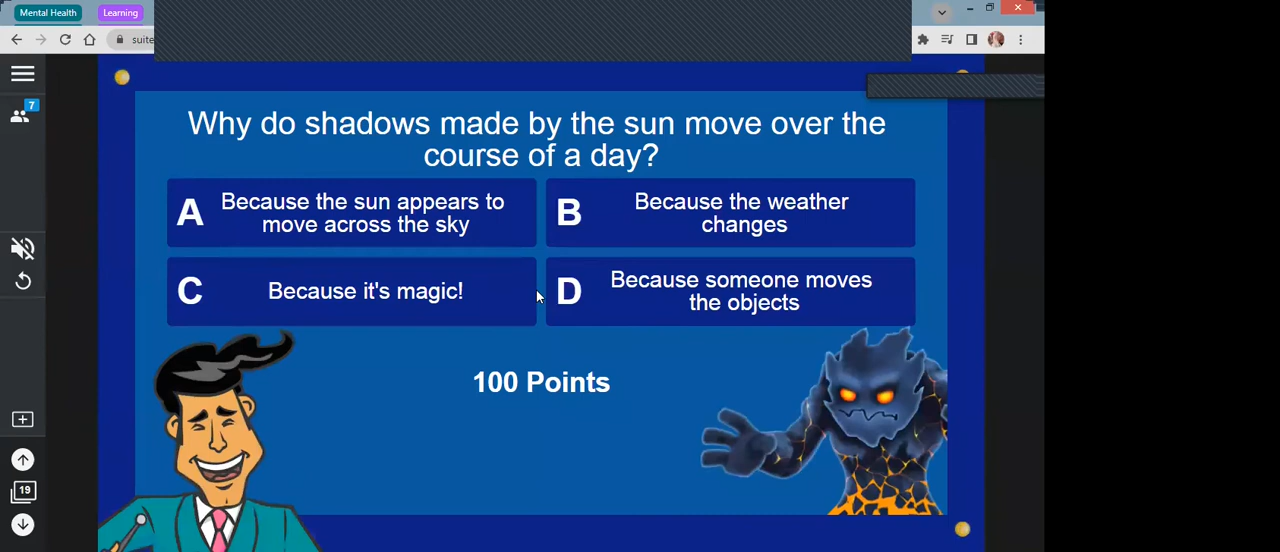 Mental Health
Learning
suite
7
Why do shadows made by the sun move over the
course of a day?
A
Because the sun appears to
move across the sky
B
Because the weather
changes
C
Because it's magic!
D
Because someone moves
the objects
100 Points
19